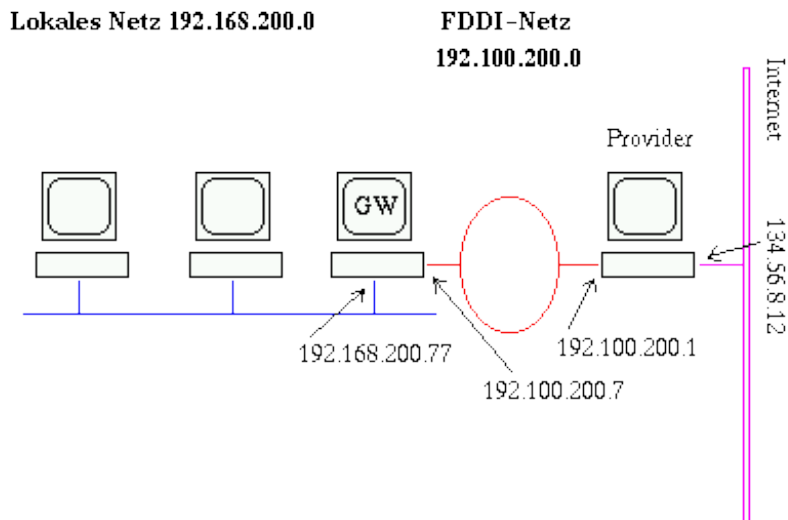 Lokales Netz 192.168.200.0
FDDI-Netz
192.100.200.0
Internet
Provider
GW
134.56.8.12
192.168.200.77
192.100.200.1
192.100.200.7